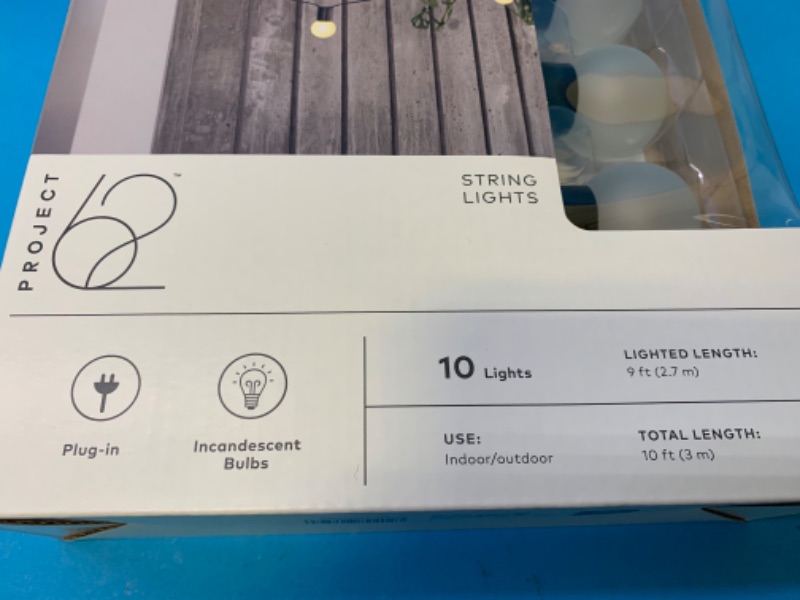 PROJECT
62™
STRING
LIGHTS
Plug-in
Incandescent
Bulbs
10 Lights
LIGHTED LENGTH:
9 ft (2.7 m)
USE:
Indoor/outdoor
TOTAL LENGTH:
10 ft (3 m)